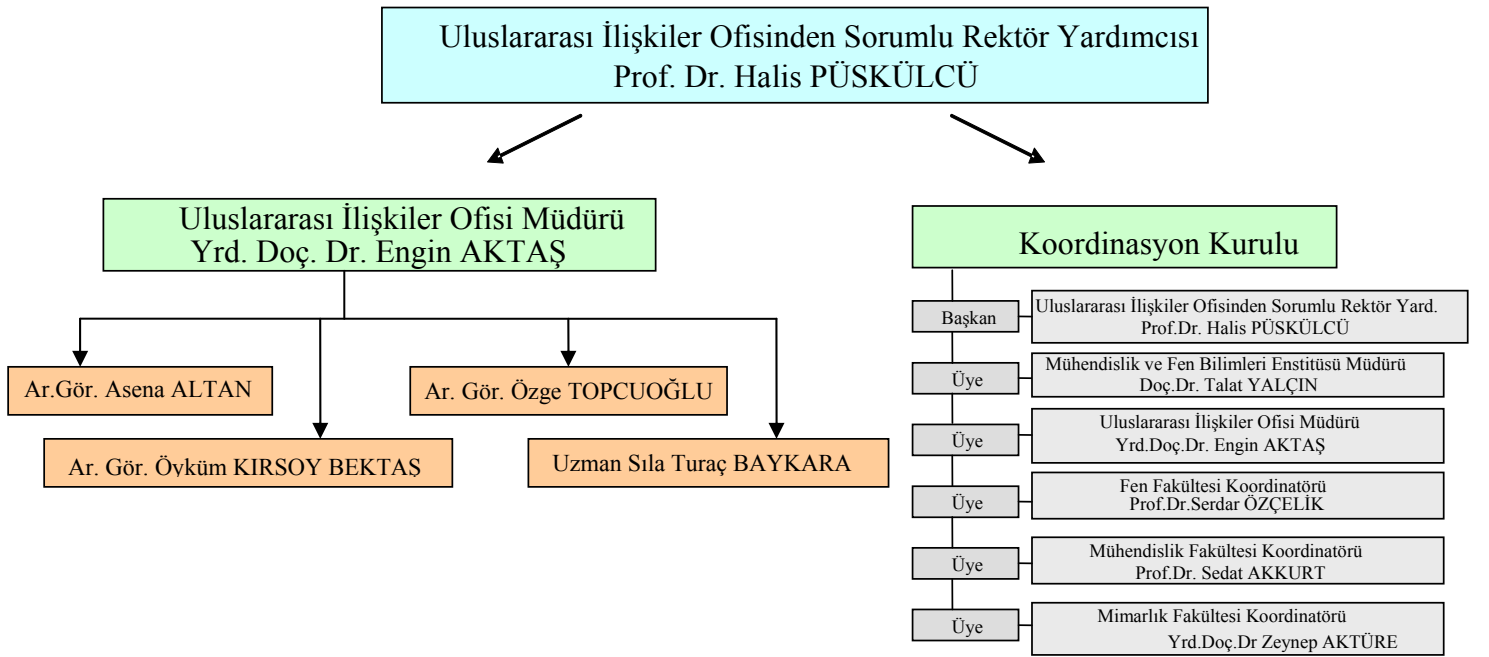 Uluslararası İlişkiler Ofisinden Sorumlu Rektör Yardımcısı
Prof. Dr. Halis PÜSKÜLCÜ
Uluslararası İlişkiler Ofisi Müdürü
Yrd. Doç. Dr. Engin AKTAŞ
Ar.Gör. Asena ALTAN
Ar. Gör. Özge TOPCUOĞLU
Ar. Gör. Öyküm KIRSOY BEKTAŞ
Uzman Sıla Turaç BAYKARA
Koordinasyon Kurulu
Başkan
Uluslararası İlişkiler Ofisinden Sorumlu Rektör Yard.
Prof.Dr. Halis PÜSKÜLCÜ
Üye
Mühendislik ve Fen Bilimleri Enstitüsü Müdürü
Doç.Dr. Talat YALÇIN
Üye
Uluslararası İlişkiler Ofisi Müdürü
Yrd.Doç.Dr. Engin AKTAŞ
Üye
Fen Fakültesi Koordinatörü
Prof.Dr.Serdar ÖZÇELİK
Üye
Mühendislik Fakültesi Koordinatörü
Prof.Dr. Sedat AKKURT
Üye
Mimarlık Fakültesi Koordinatörü
Yrd.Doç.Dr Zeynep AKTÜRE